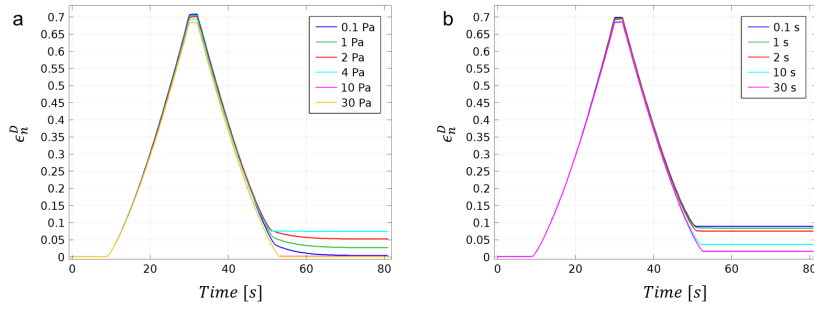 a
0.7
0.65
0.6
0.55
0.5
0.45
0.4
0.35
0.3
0.25
0.2
0.15
0.1
0.05
0
ϵₙᴰ
0 20 40 60 80
Time [s]
0.1 Pa
1 Pa
2 Pa
4 Pa
10 Pa
30 Pa
b
0.7
0.65
0.6
0.55
0.5
0.45
0.4
0.35
0.3
0.25
0.2
0.15
0.1
0.05
0
ϵₙᴰ
0 20 40 60 80
Time [s]
0.1 s
1 s
2 s
10 s
30 s